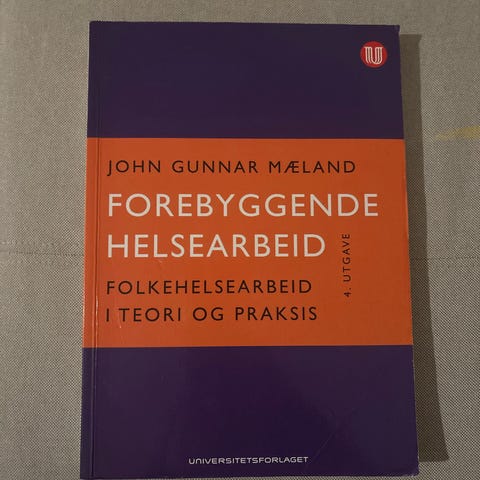 JOHN GUNNAR MÆLAND
FOREBYGGENDE
HELSEARBEID
FOLKEHELSEARBEID
I TEORI OG PRAKSIS
4. UTGAVE
UNIVERSITETSFORLAGET